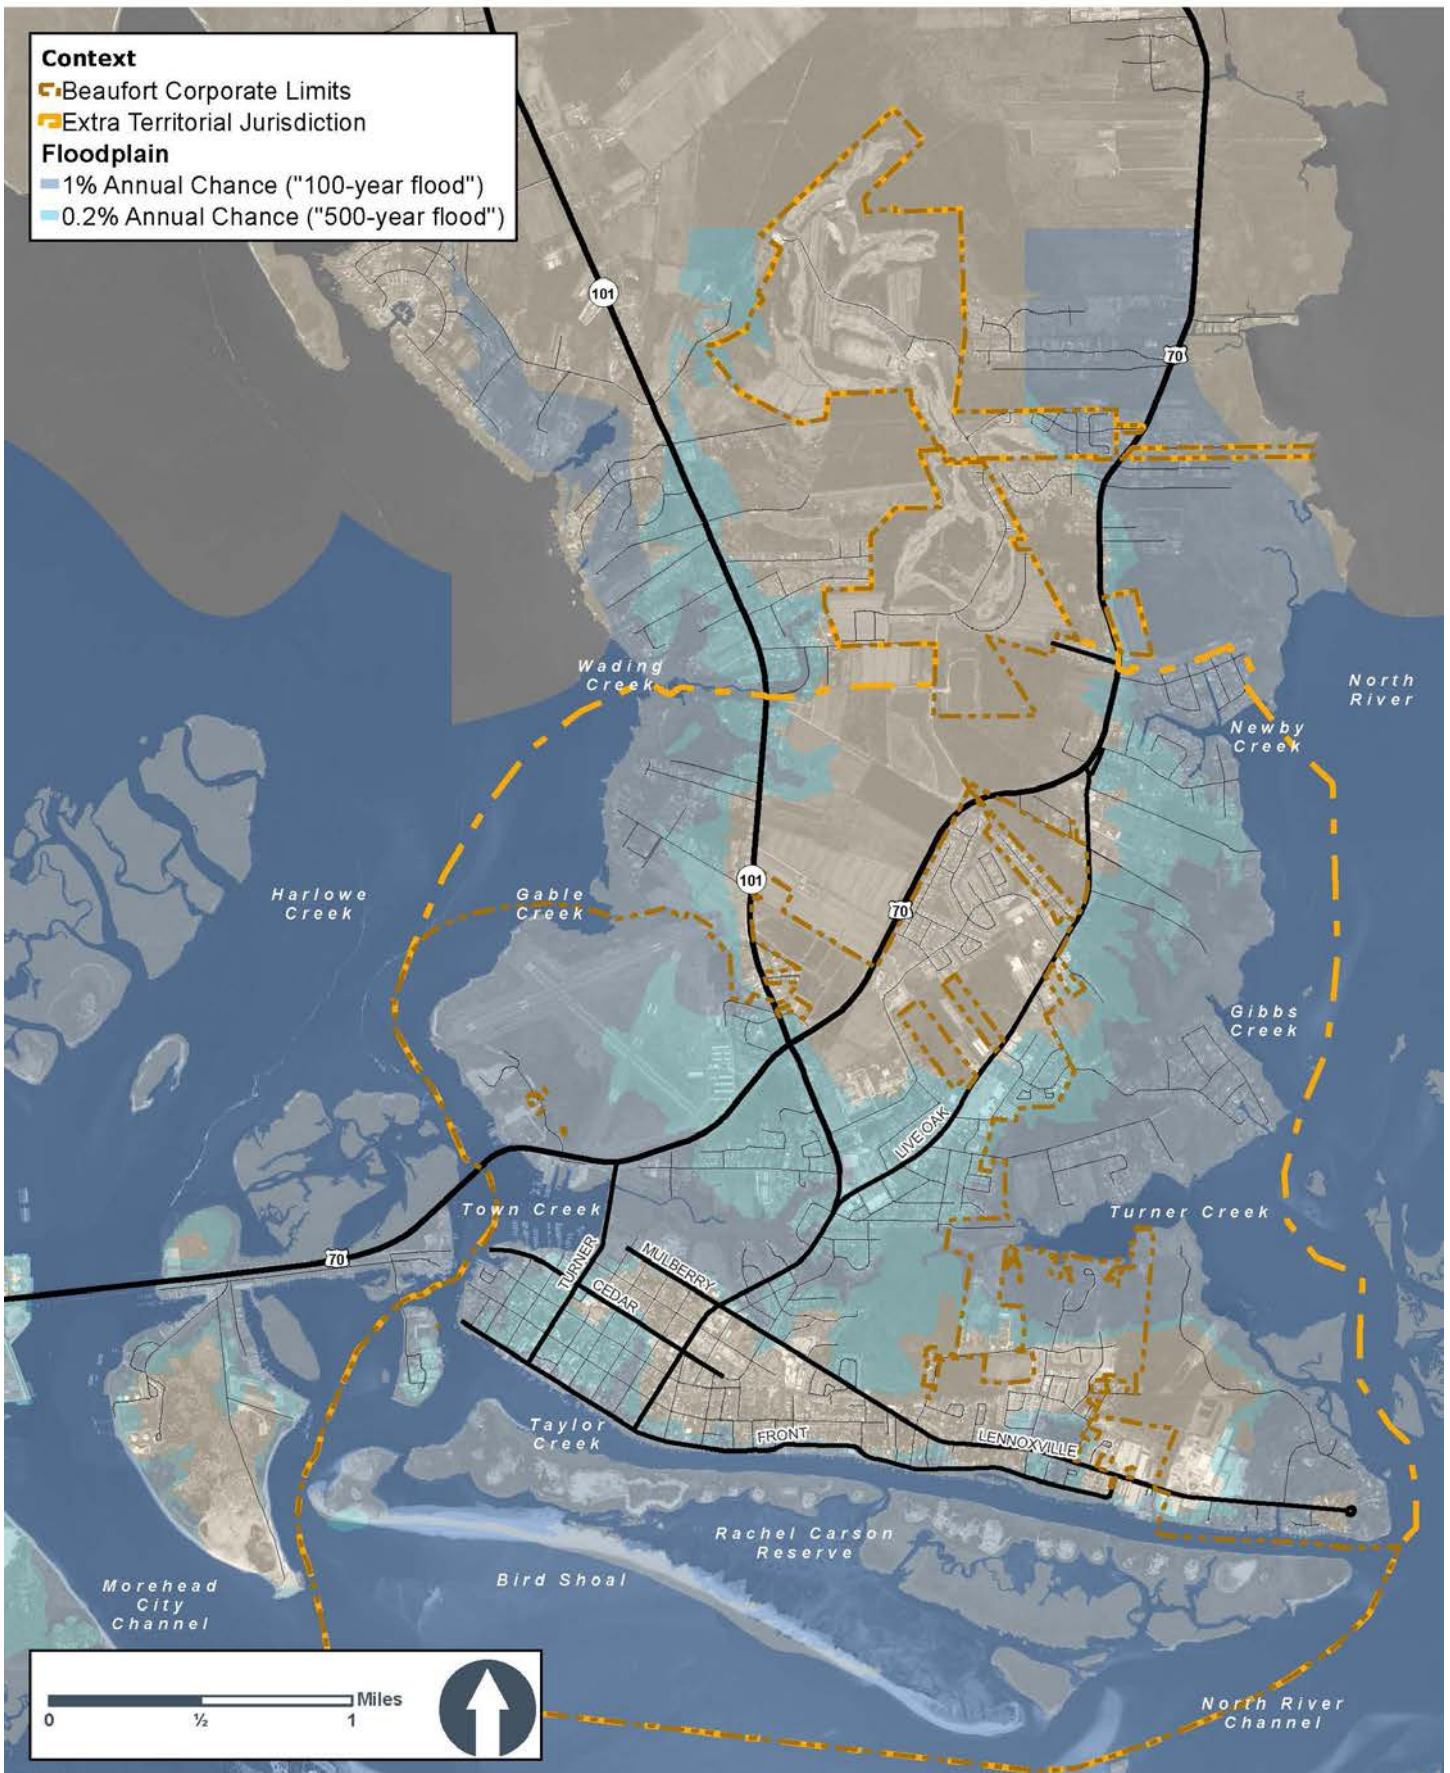 Context
Beaufort Corporate Limits
Extra Territorial Jurisdiction
Floodplain
1% Annual Chance ("100-year flood")
0.2% Annual Chance ("500-year flood")
101
70
Wading
Creek
North
River
Newby
Creek
Harlowe
Creek
Gable
Creek
101
70
Gibbs
Creek
LIVE OAK
Town Creek
Turner Creek
70
TURNER
MULBERRY
CEDAR
Taylor
Creek
FRONT
LENNOXVILLE
Rachel Carson
Reserve
Bird Shoal
Morehead
City
Channel
North River
Channel
Miles
0
½
1